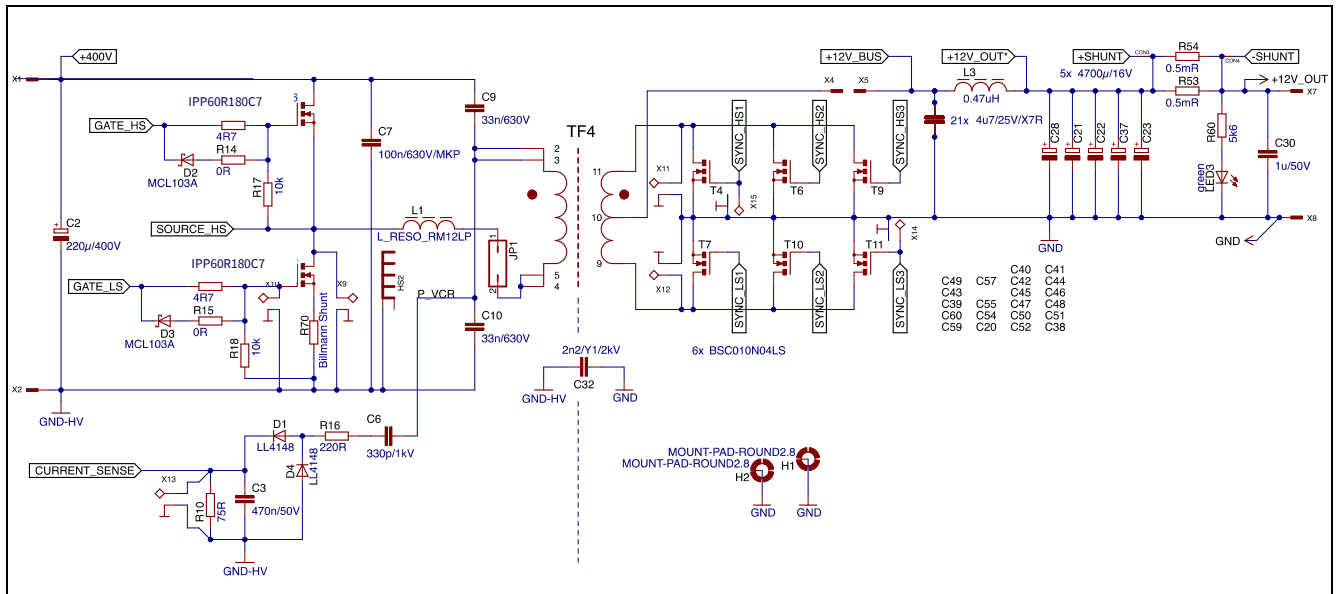 +400V
X1
IPP60R180C7
GATE_HS
4R7
R14
D2
0R
MCL103A
R17
10k
C7
100n/630V/MKP
C9
33n/630V
C2
220µ/400V
SOURCE_HS
L1
L_RESO_RM12LP
IPP60R180C7
GATE_LS
4R7
R15
D3
0R
MCL103A
R18
10k
X9
R70
Billmann Shunt
HS2
P_VCR
JP1
1
2
C10
33n/630V
X2
GND-HV
TF4
2
3
5
4
11
10
9
2n2/Y1/2kV
C32
GND-HV
GND
D1
LL4148
R16
220R
C6
330p/1kV
D4
LL4148
CURRENT_SENSE
X13
R10
75R
C3
470n/50V
GND-HV
+12V_BUS
X4
X5
+12V_OUT*
L3
0.47uH
21x 4u7/25V/X7R
SYNC_HS1
SYNC_HS2
SYNC_HS3
X11
T4
X15
T6
T9
X14
T7
T10
T11
X12
SYNC_LS1
SYNC_LS2
SYNC_LS3
6x BSC010N04LS
+SHUNT
CON3
R54
0.5mR
CON4
-SHUNT
5x 4700µ/16V
R53
0.5mR
+12V_OUT
X7
C28
C21
C22
C37
C23
R60
5k6
green
LED3
C30
1u/50V
X8
GND
GND
C40 C41
C49 C57 C42 C44
C43 C45 C46
C39 C55 C47 C48
C60 C54 C50 C51
C59 C20 C52 C38
MOUNT-PAD-ROUND2.8
MOUNT-PAD-ROUND2.8
H1
H2
GND
GND